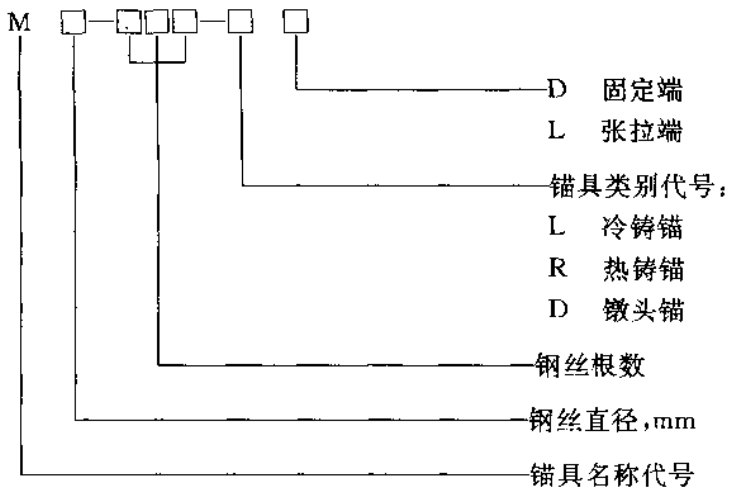 M □—□□□—□ □
D 固定端
L 张拉端
锚具类别代号：
L 冷铸锚
R 热铸锚
D 镦头锚
钢丝根数
钢丝直径，mm
锚具名称代号